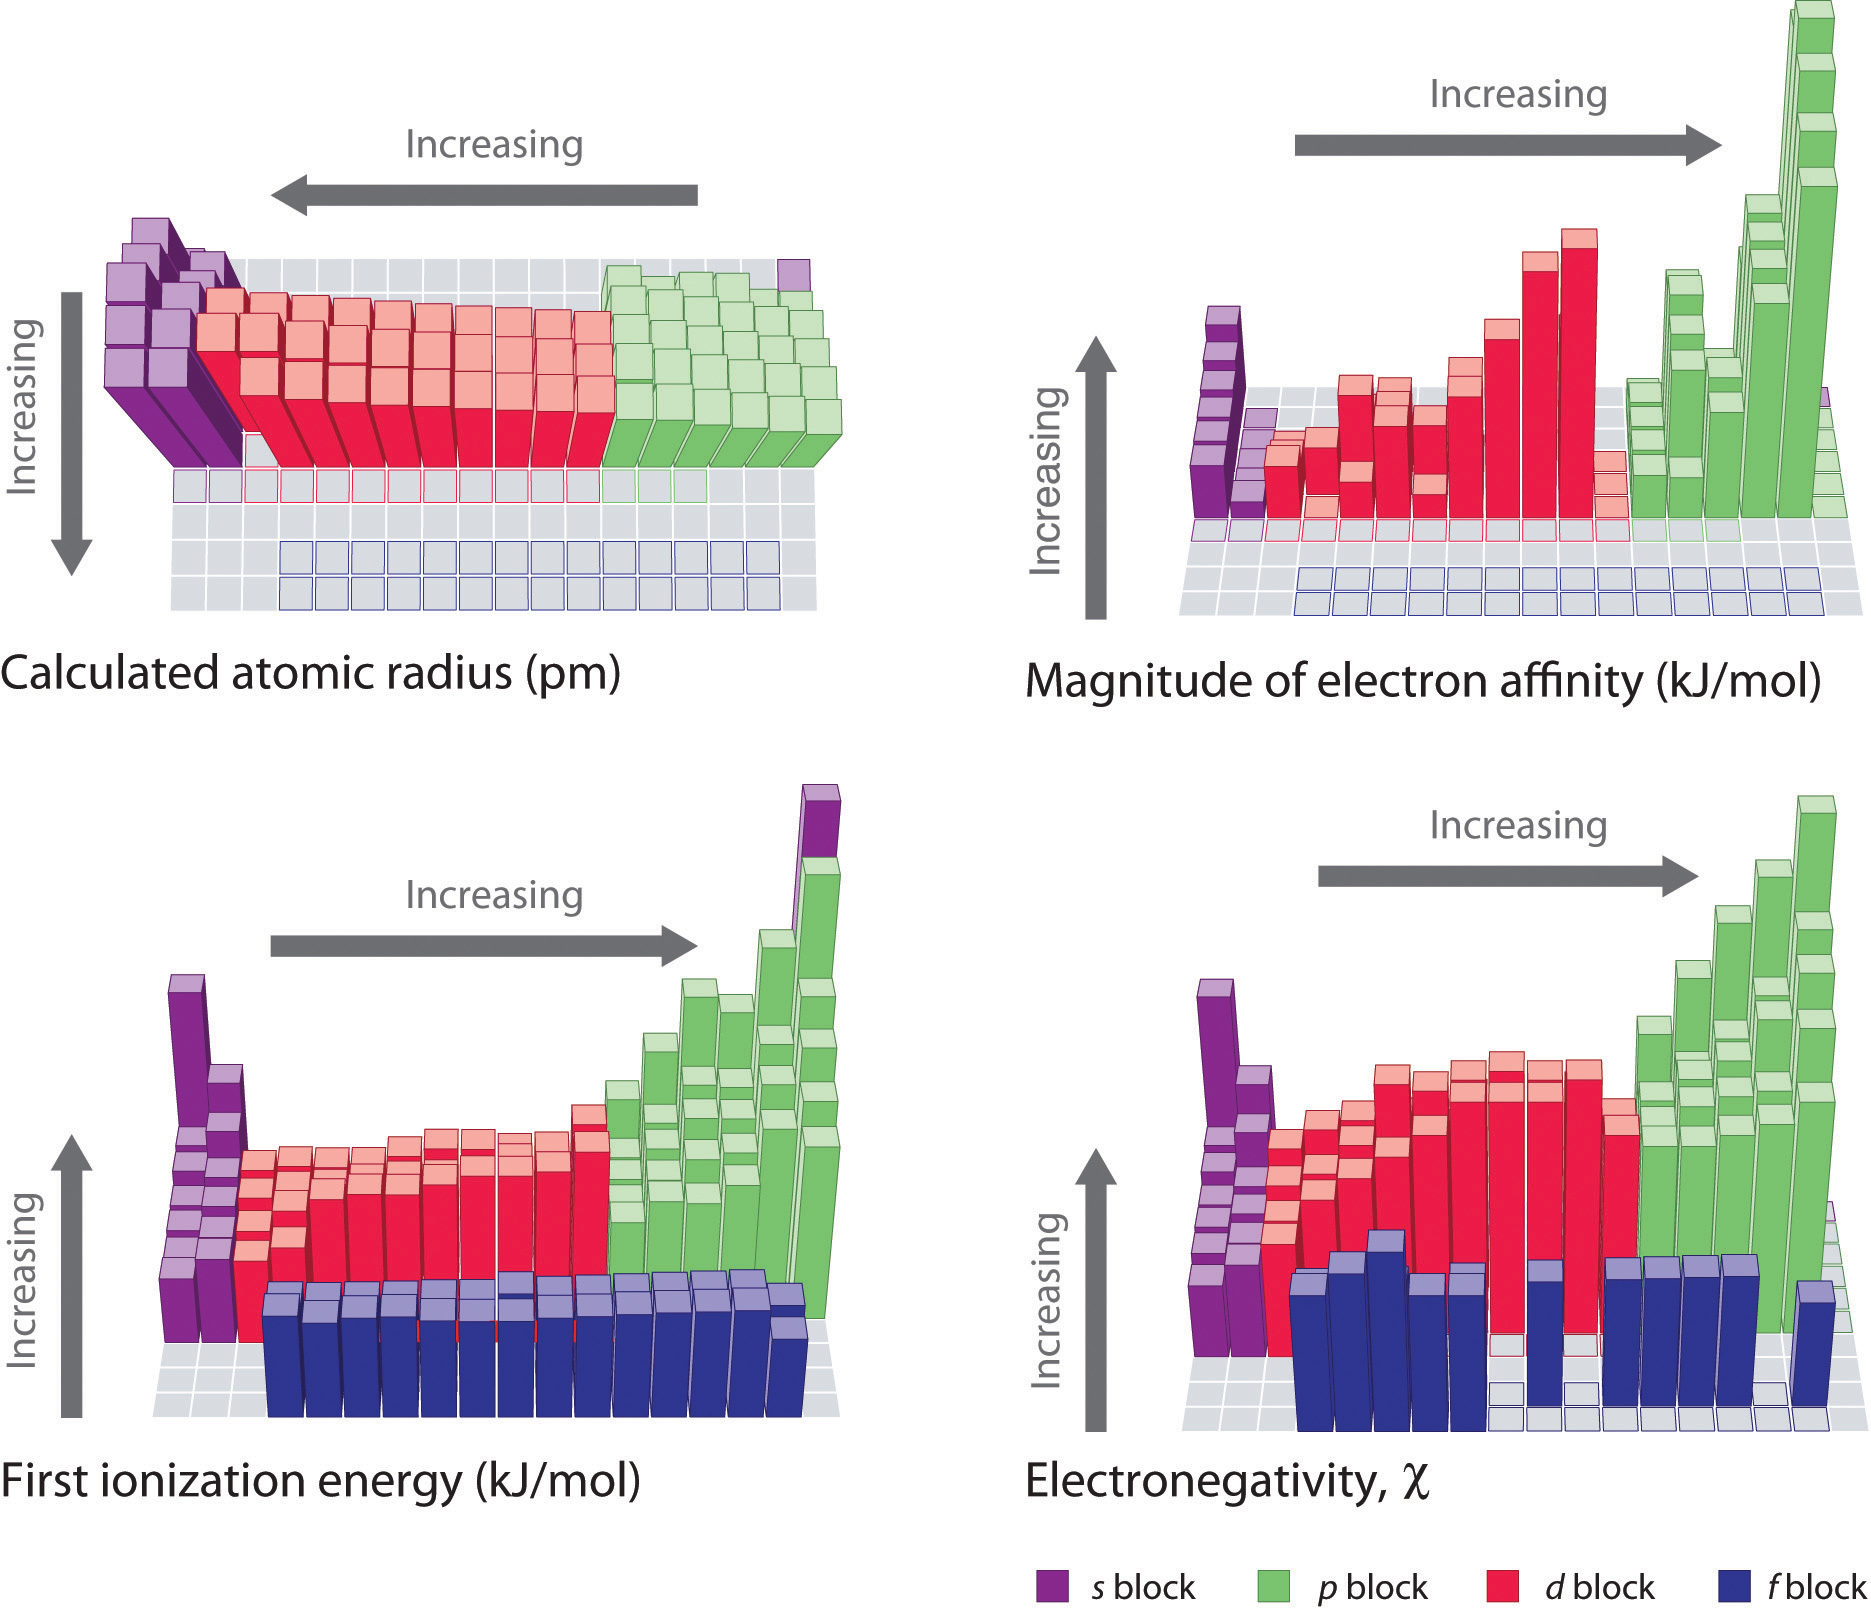 Increasing
Increasing
Calculated atomic radius (pm)
Increasing
Increasing
Magnitude of electron affinity (kJ/mol)
Increasing
Increasing
First ionization energy (kJ/mol)
Increasing
Increasing
Electronegativity, χ
s block
p block
d block
f block